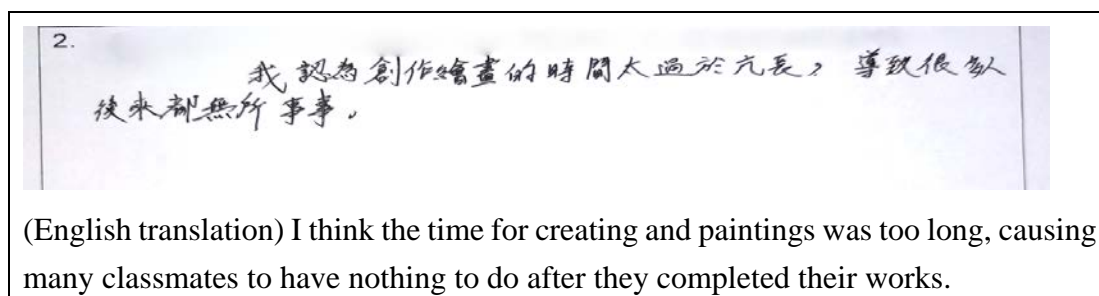 2.
我認為創作繪畫的時間太過於冗長，導致很多人
後來都無所事事。
(English translation) I think the time for creating and paintings was too long, causing
many classmates to have nothing to do after they completed their works.